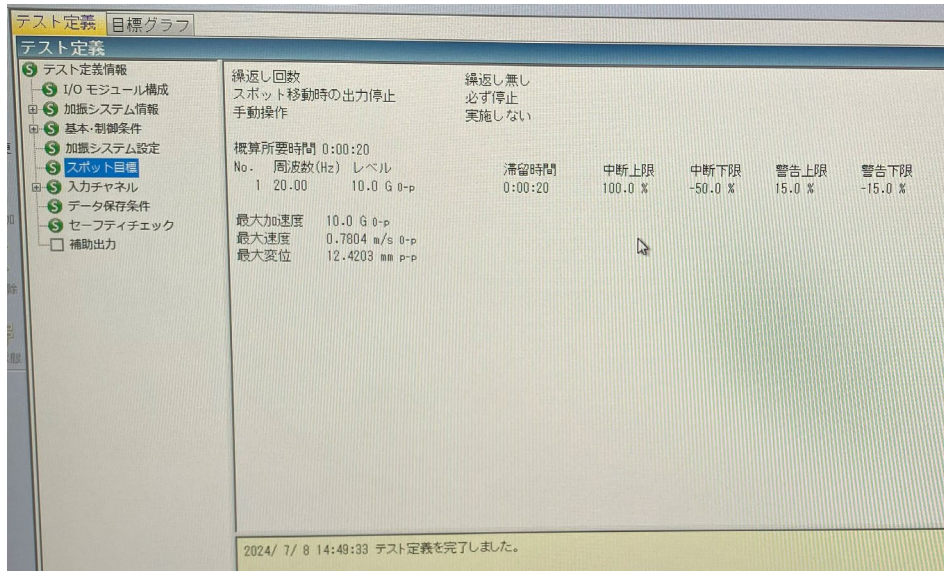 テスト定義 目標グラフ
テスト定義
テスト定義情報
I/O モジュール構成
加振システム情報
基本・制御条件
加振システム設定
スポット目標
入力チャネル
データ保存条件
セーフティチェック
補助出力
繰返し回数 繰返し無し
スポット移動時の出力停止 必ず停止
手動操作 実施しない
概算所要時間 0:00:20
No. 周波数(Hz) レベル 滞留時間 中断上限 中断下限 警告上限 警告下限
1 20.00 10.0 G 0-p 0:00:20 100.0 % -50.0 % 15.0 % -15.0 %
最大加速度 10.0 G 0-p
最大速度 0.7804 m/s 0-p
最大変位 12.4203 mm p-p
2024/ 7/ 8 14:49:33 テスト定義を完了しました。